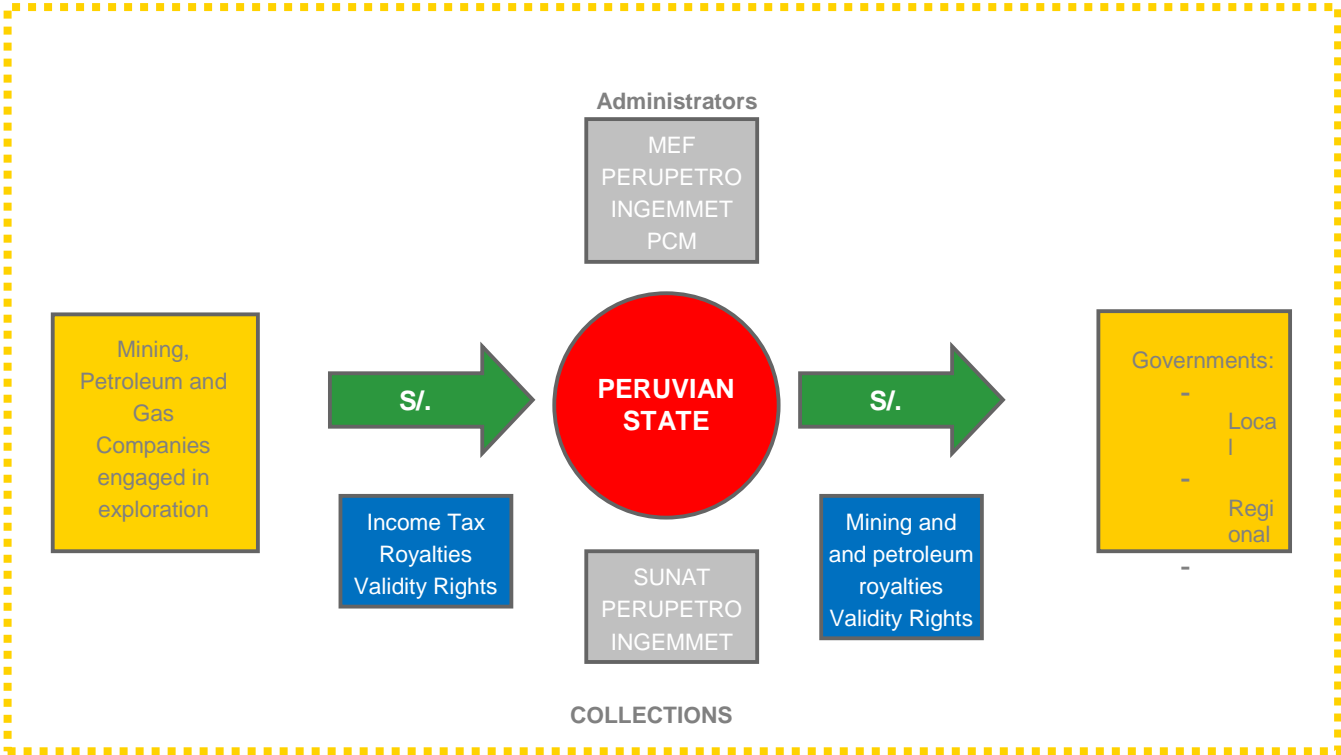 Administrators
MEF
PERUPETRO
INGEMMET
PCM
Mining,
Petroleum and
Gas
Companies
engaged in
exploration
S/.
PERUVIAN
STATE
S/.
Governments:
-
Loca
l
-
Regi
onal
-
Income Tax
Royalties
Validity Rights
Mining and
and petroleum
royalties
Validity Rights
SUNAT
PERUPETRO
INGEMMET
COLLECTIONS